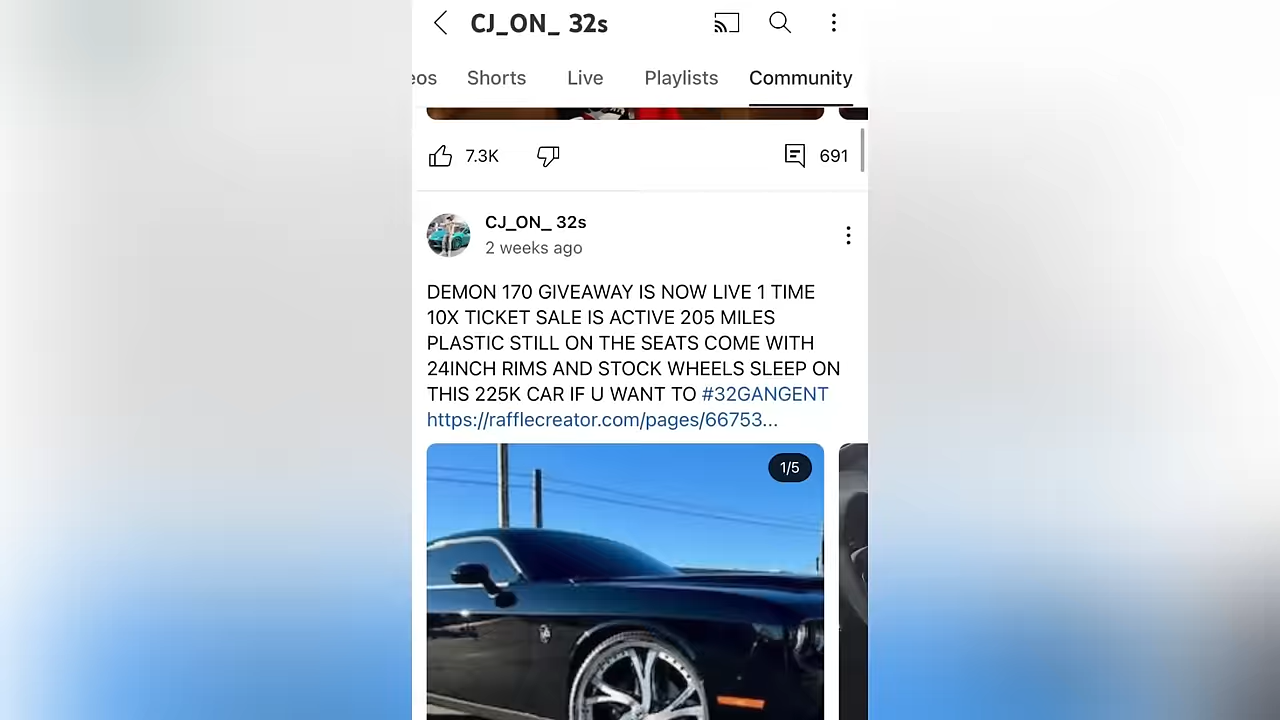 CJ_ON_ 32s
eos Shorts Live Playlists Community
7.3K 691
CJ_ON_ 32s
2 weeks ago
DEMON 170 GIVEAWAY IS NOW LIVE 1 TIME
10X TICKET SALE IS ACTIVE 205 MILES
PLASTIC STILL ON THE SEATS COME WITH
24INCH RIMS AND STOCK WHEELS SLEEP ON
THIS 225K CAR IF U WANT TO #32GANGENT
https://rafflecreator.com/pages/66753...
1/5